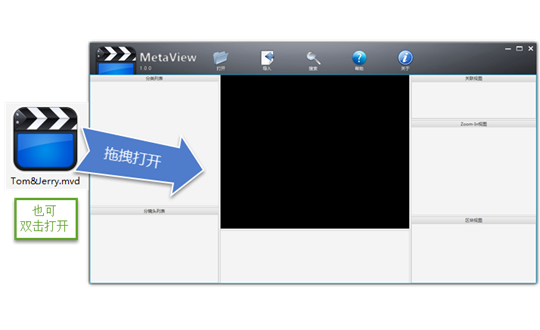 MetaView
1.0.0
打开
导入
搜索
帮助
关于
分类列表
关联视图
Zoom-In视图
拖拽打开
Tom&Jerry.mvd
也可
双击打开
分镜头列表
区块视图